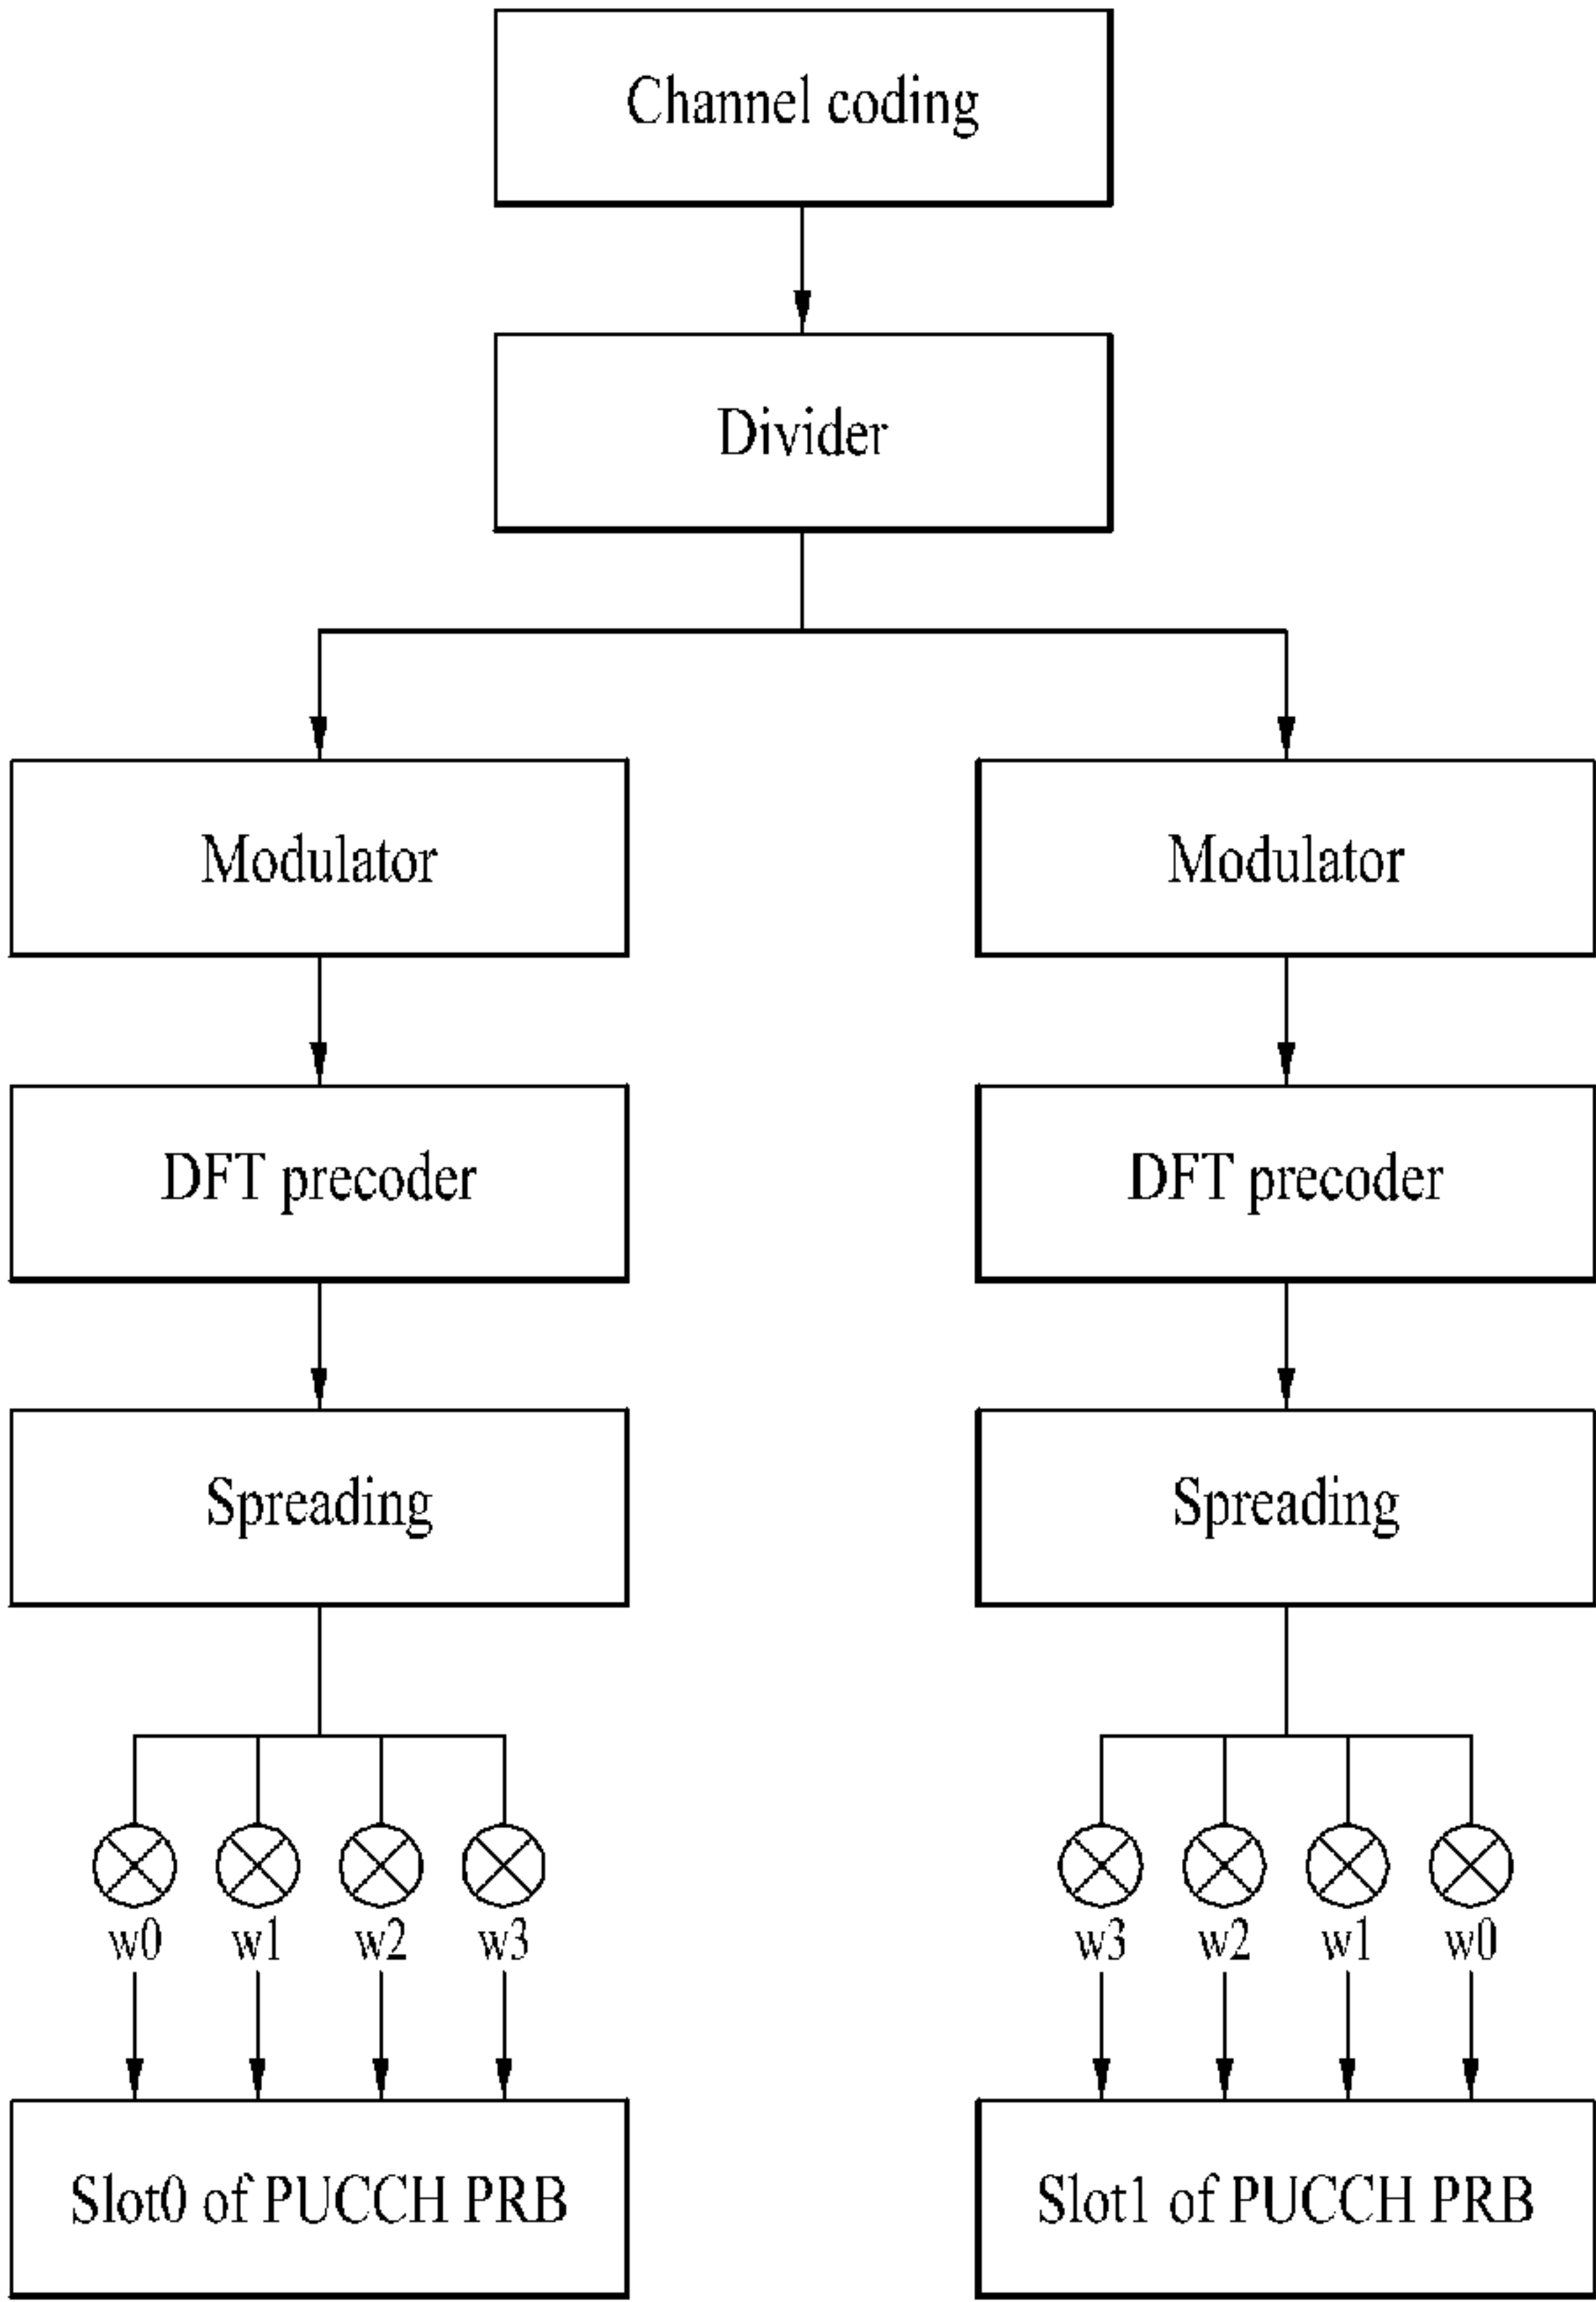 Channel coding
Divider
Modulator
Modulator
DFT precoder
DFT precoder
Spreading
Spreading
w0 w1 w2 w3
w3 w2 w1 w0
Slot0 of PUCCH PRB
Slot1 of PUCCH PRB